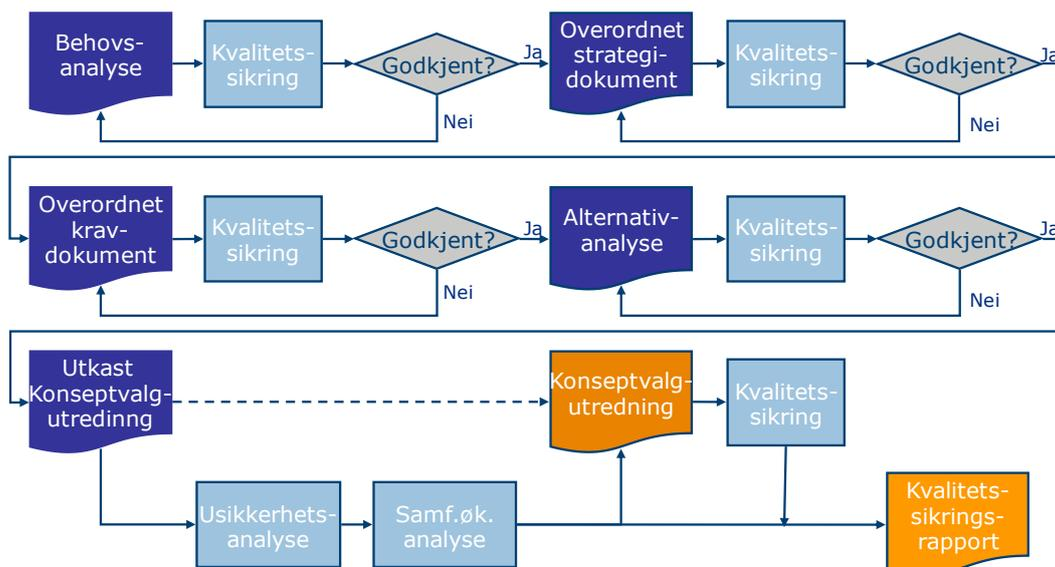 Behovs-
analyse
Kvalitets-
sikring
Godkjent?
Ja
Nei
Overordnet
strategi-
dokument
Kvalitets-
sikring
Godkjent?
Ja
Nei
Overordnet
krav-
dokument
Kvalitets-
sikring
Godkjent?
Ja
Nei
Alternativ-
analyse
Kvalitets-
sikring
Godkjent?
Ja
Nei
Utkast
Konseptvalg-
utredinng
Konseptvalg-
utredning
Kvalitets-
sikring
Usikkerhets-
analyse
Samf.øk.
analyse
Kvalitets-
sikrings-
rapport